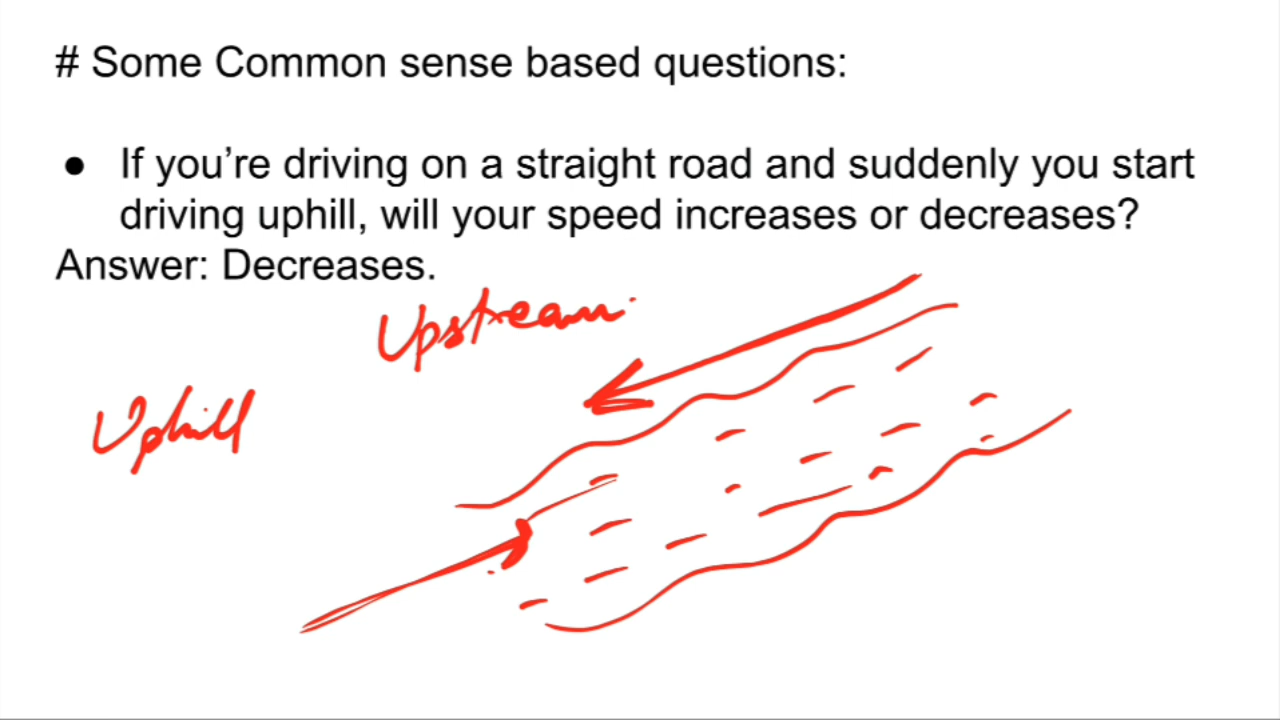 # Some Common sense based questions:
● If you’re driving on a straight road and suddenly you start
driving uphill, will your speed increases or decreases?
Answer: Decreases.
Upstream
Uphill